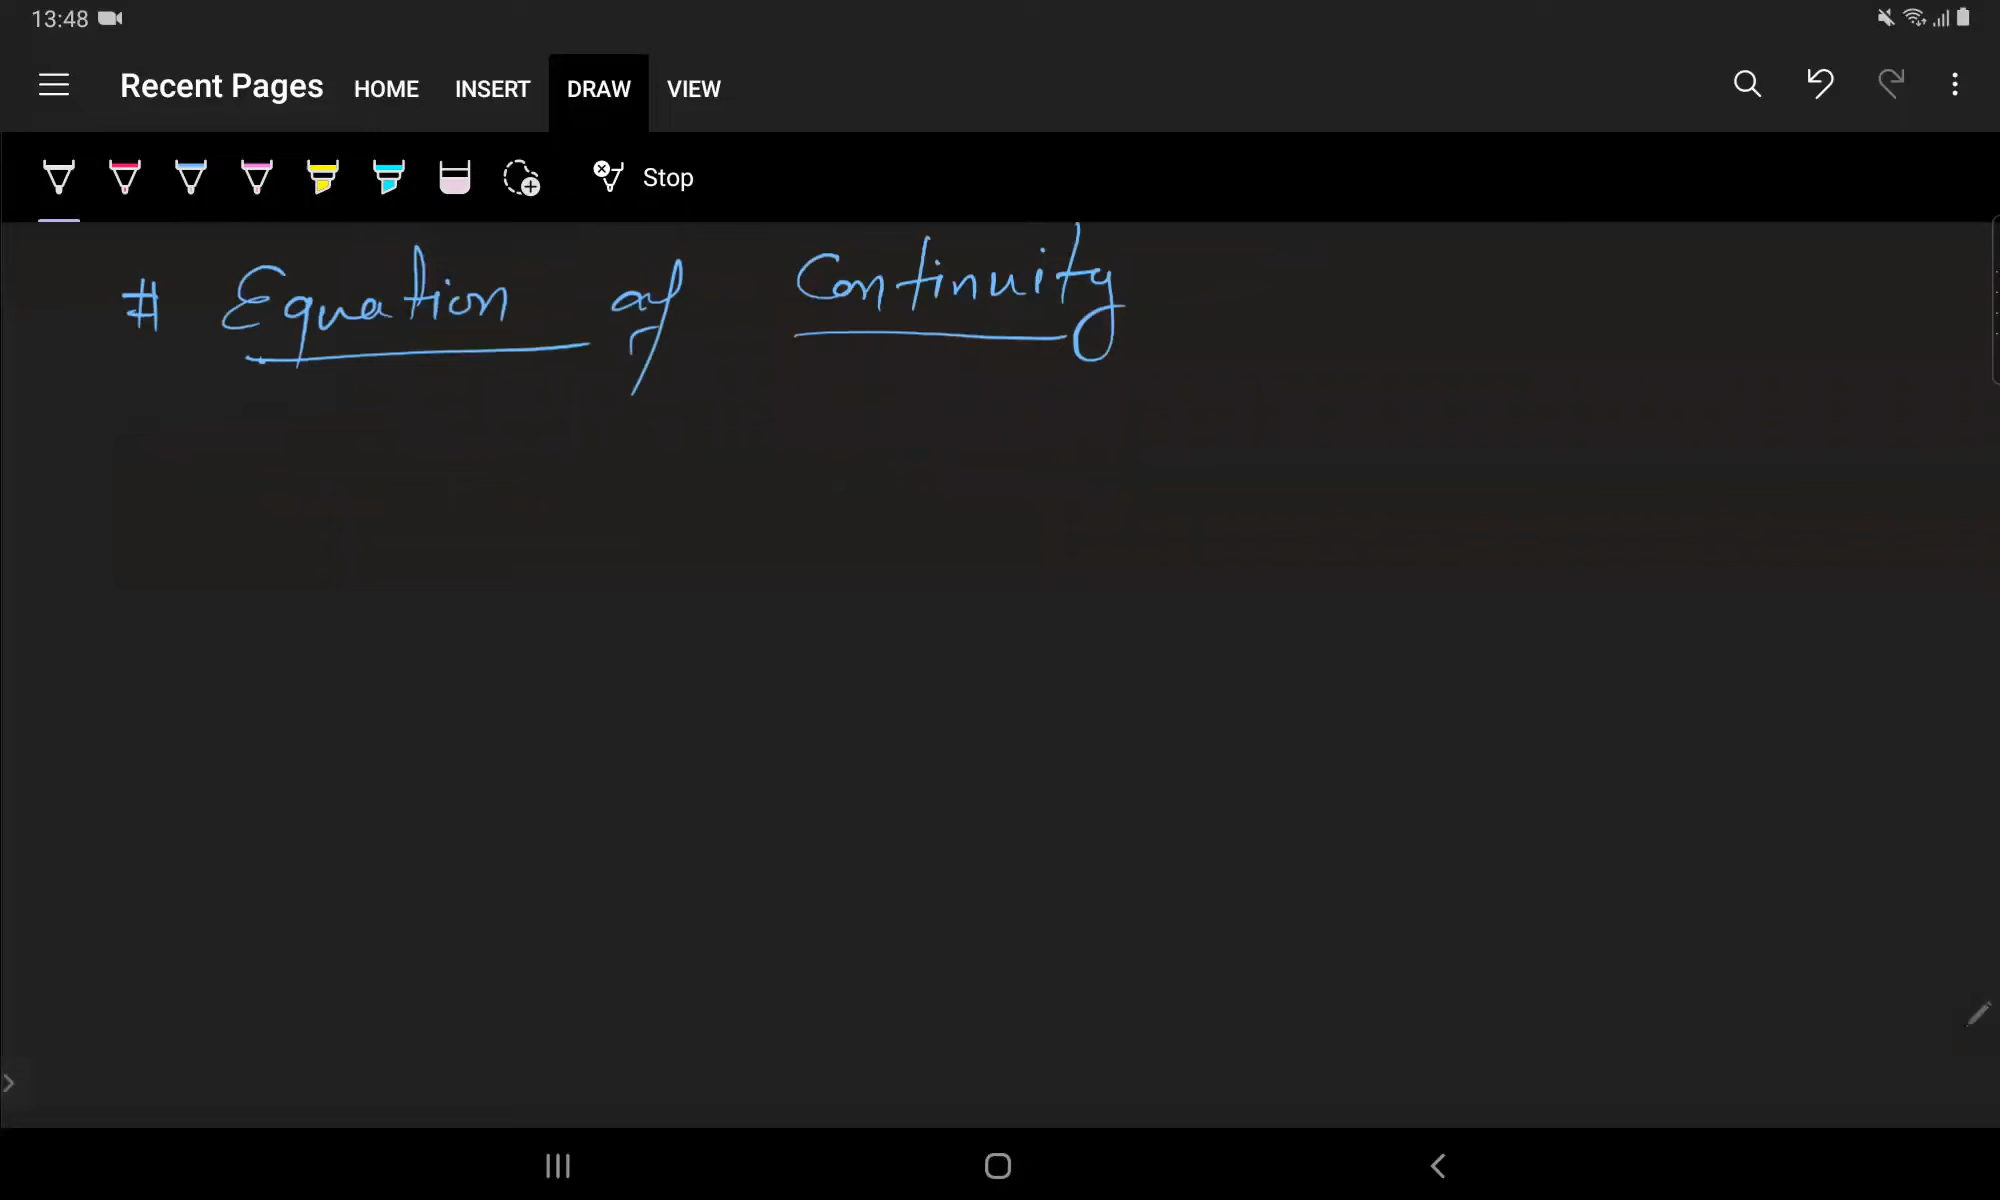 13:48
Recent Pages HOME INSERT DRAW VIEW
Stop
# Equation of Continuity